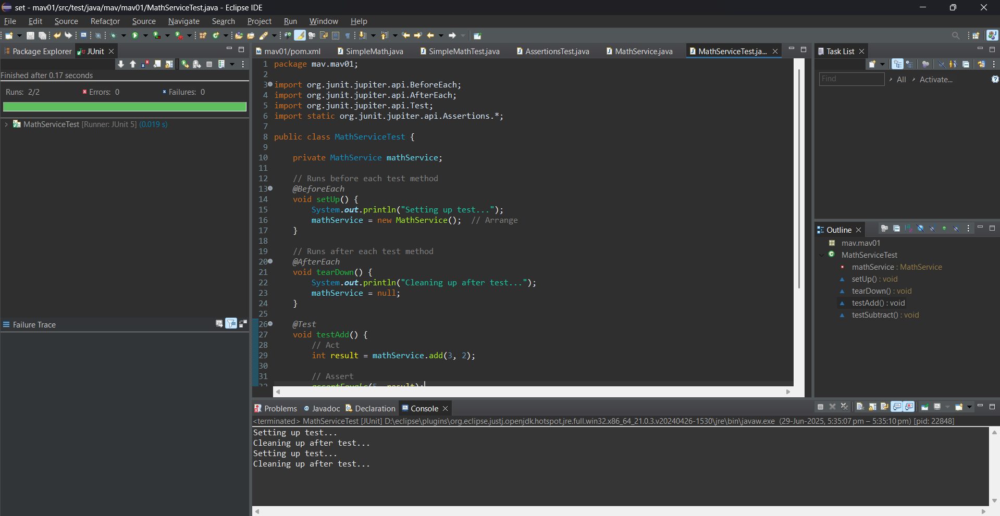 set - mav01/src/test/java/mav/mav01/MathServiceTest.java - Eclipse IDE
File Edit Source Refactor Source Navigate Search Project Run Window Help
Package Explorer JUnit
Finished after 0.17 seconds
Runs: 2/2 Errors: 0 Failures: 0
MathServiceTest [Runner: JUnit 5] (0.019 s)
Failure Trace
mav01/pom.xml SimpleMath.java SimpleMathTest.java AssertionsTest.java MathService.java MathServiceTest.ja...
1 package mav.mav01;
2
3 import org.junit.jupiter.api.BeforeEach;
4 import org.junit.jupiter.api.AfterEach;
5 import org.junit.jupiter.api.Test;
6 import static org.junit.jupiter.api.Assertions.*;
7
8 public class MathServiceTest {
9
10 private MathService mathService;
11
12 // Runs before each test method
13 @BeforeEach
14 void setUp() {
15 System.out.println("Setting up test...");
16 mathService = new MathService(); // Arrange
17 }
18
19 // Runs after each test method
20 @AfterEach
21 void tearDown() {
22 System.out.println("Cleaning up after test...");
23 mathService = null;
24 }
25
26 @Test
27 void testAdd() {
28 // Act
29 int result = mathService.add(3, 2);
30
31 // Assert
32 assertEquals(5, result);
Task List
Find All Activate...
Outline
mav.mav01
MathServiceTest
mathService : MathService
setUp() : void
tearDown() : void
testAdd() : void
testSubtract() : void
Problems Javadoc Declaration Console
<terminated> MathServiceTest [JUnit] D:\eclipse\plugins\org.eclipse.justj.openjdk.hotspot.jre.full.win32.x86_64_21.0.3.v20240426-1530\jre\bin\javaw.exe (29-Jun-2025, 5:35:07 pm – 5:35:10 pm) [pid: 22848]
Setting up test...
Cleaning up after test...
Setting up test...
Cleaning up after test...